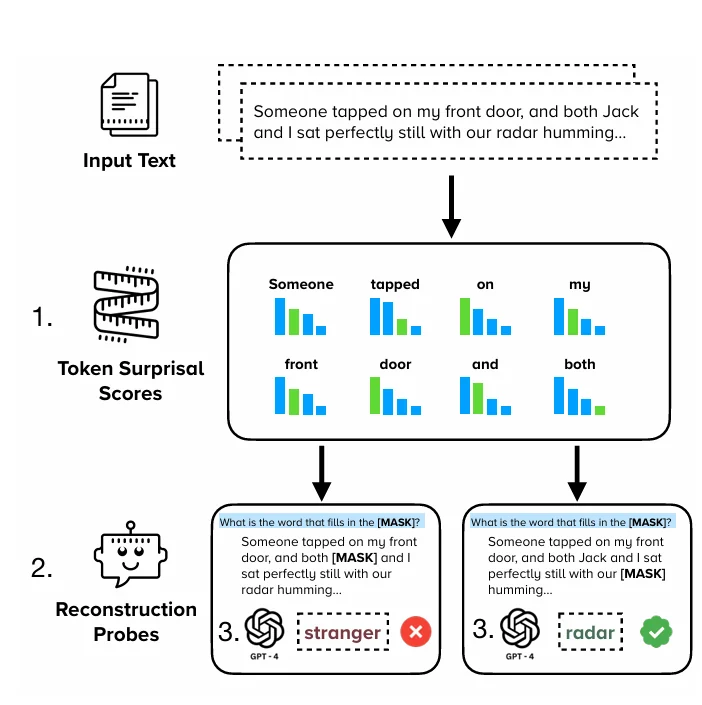 Someone tapped on my front door, and both Jack
and I sat perfectly still with our radar humming...
Input Text
1.
Token Surprisal
Scores
Someone tapped on my
front door and both
2.
Reconstruction
Probes
What is the word that fills in the [MASK]?
Someone tapped on my front
door, and both [MASK] and I
sat perfectly still with our
radar humming...
3.
GPT - 4
stranger
What is the word that fills in the [MASK]?
Someone tapped on my front
door, and both Jack and I sat
perfectly still with our [MASK]
humming...
3.
GPT - 4
radar